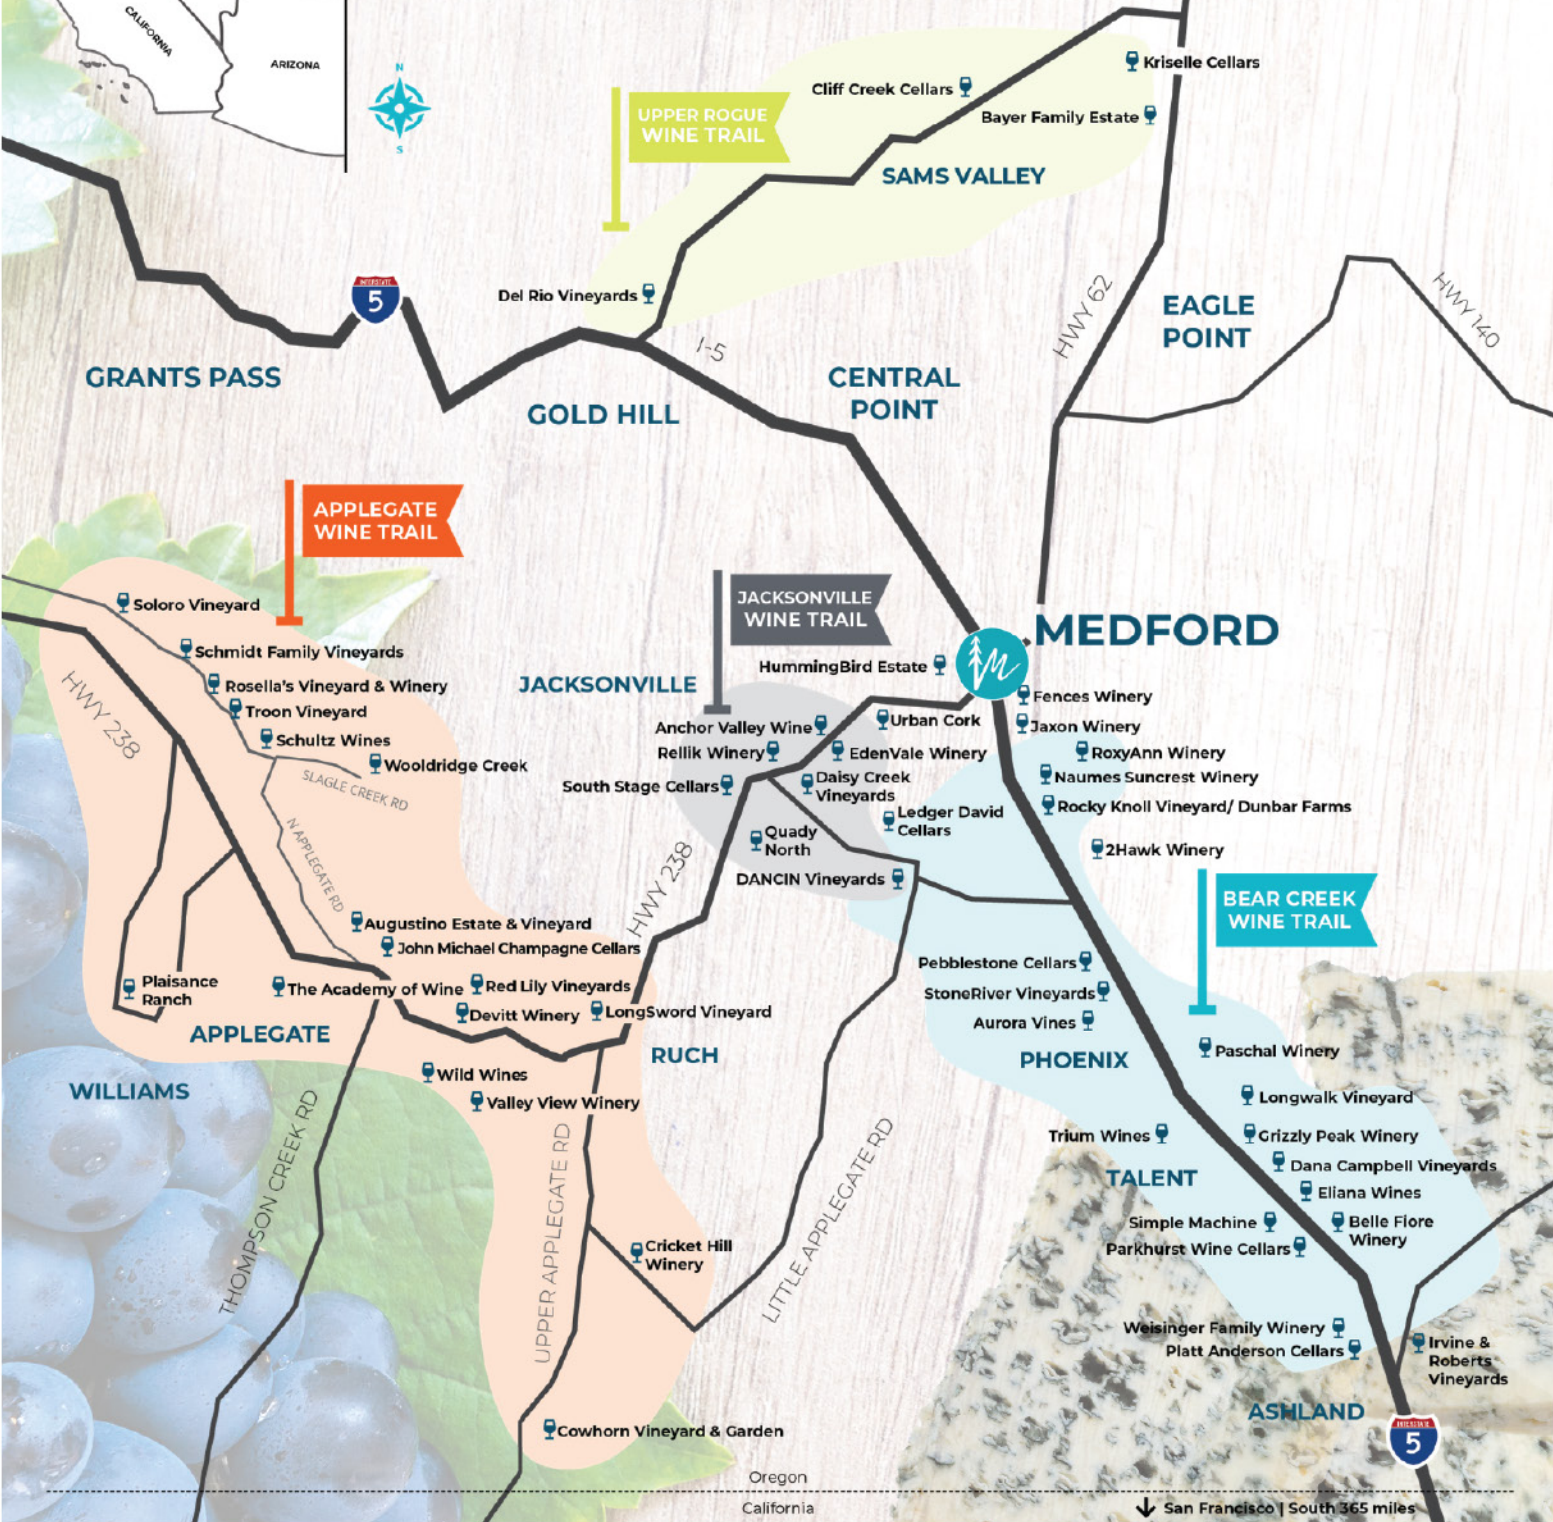 CALIFORNIA
ARIZONA
N
S
UPPER ROGUE
WINE TRAIL
Cliff Creek Cellars
Kriselle Cellars
Bayer Family Estate
SAMS VALLEY
Del Rio Vineyards
INTERSTATE
5
I-5
HWY 62
EAGLE
POINT
HWY 140
GRANTS PASS
GOLD HILL
CENTRAL
POINT
APPLEGATE
WINE TRAIL
JACKSONVILLE
WINE TRAIL
MEDFORD
HummingBird Estate
JACKSONVILLE
Soloro Vineyard
Schmidt Family Vineyards
Rosella's Vineyard & Winery
Troon Vineyard
Schultz Wines
Wooldridge Creek
HWY 238
SLAGLE CREEK RD
N APPLEGATE RD
Fences Winery
Jaxon Winery
Urban Cork
Anchor Valley Wine
Rellik Winery
EdenVale Winery
RoxyAnn Winery
South Stage Cellars
Daisy Creek
Vineyards
Naumes Suncrest Winery
Rocky Knoll Vineyard/ Dunbar Farms
Ledger David
Cellars
Quady
North
2Hawk Winery
DANCIN Vineyards
HWY 238
BEAR CREEK
WINE TRAIL
Augustino Estate & Vineyard
John Michael Champagne Cellars
Plaisance
Ranch
The Academy of Wine
Red Lily Vineyards
Devitt Winery
LongSword Vineyard
APPLEGATE
RUCH
WILLIAMS
Wild Wines
Valley View Winery
Pebblestone Cellars
StoneRiver Vineyards
Aurora Vines
PHOENIX
Paschal Winery
Longwalk Vineyard
Trium Wines
Grizzly Peak Winery
Dana Campbell Vineyards
TALENT
Eliana Wines
Simple Machine
Belle Fiore
Winery
Parkhurst Wine Cellars
THOMPSON CREEK RD
UPPER APPLEGATE RD
LITTLE APPLEGATE RD
Cricket Hill
Winery
Weisinger Family Winery
Platt Anderson Cellars
Irvine &
Roberts
Vineyards
ASHLAND
INTERSTATE
5
Cowhorn Vineyard & Garden
Oregon
California
San Francisco | South 365 miles